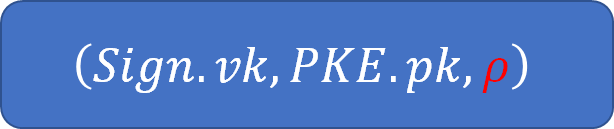 (Sign.vk, PKE.pk, ρ)